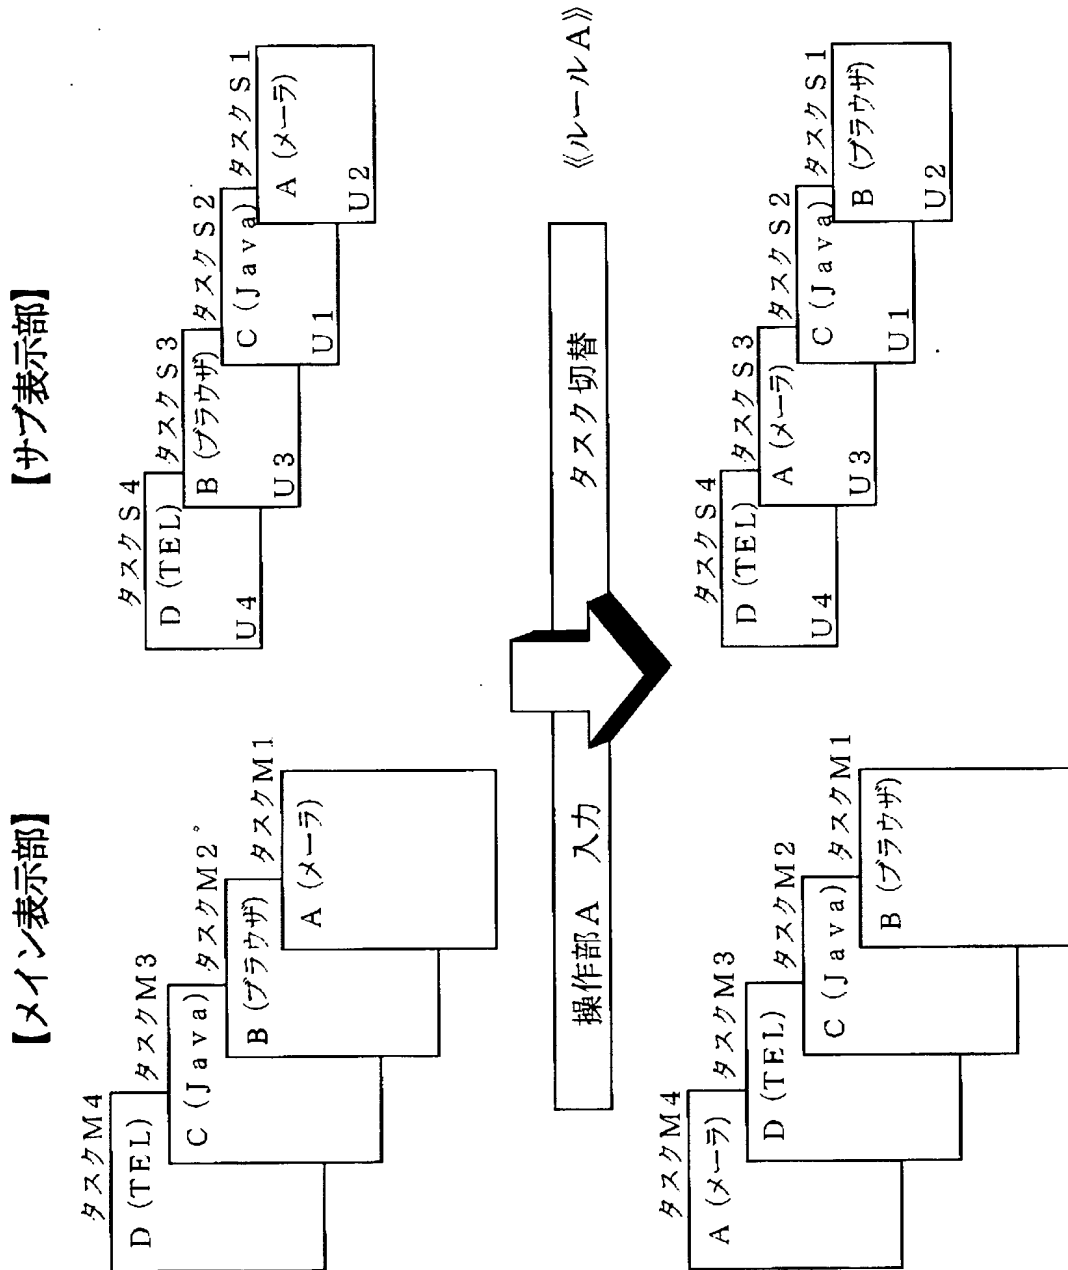 【メイン表示部】
タスクM4
D (TEL)
タスクM3
C (Java)
タスクM2
B (ブラウザ)
タスクM1
A (メーラ)
【サブ表示部】
タスクS4
D (TEL)
U4
タスクS3
B (ブラウザ)
U3
タスクS2
C (Java)
U1
タスクS1
A (メーラ)
U2
操作部A 入力
タスク切替
《ルールA》
タスクM4
A (メーラ)
タスクM3
D (TEL)
タスクM2
C (Java)
タスクM1
B (ブラウザ)
タスクS4
D (TEL)
U4
タスクS3
A (メーラ)
U3
タスクS2
C (Java)
U1
タスクS1
B (ブラウザ)
U2